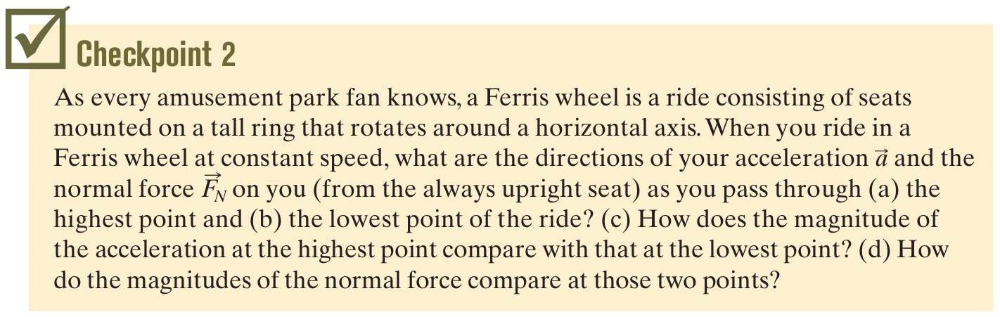 Checkpoint 2
As every amusement park fan knows, a Ferris wheel is a ride consisting of seats
mounted on a tall ring that rotates around a horizontal axis. When you ride in a
Ferris wheel at constant speed, what are the directions of your acceleration a⃗ and the
normal force F⃗_N on you (from the always upright seat) as you pass through (a) the
highest point and (b) the lowest point of the ride? (c) How does the magnitude of
the acceleration at the highest point compare with that at the lowest point? (d) How
do the magnitudes of the normal force compare at those two points?